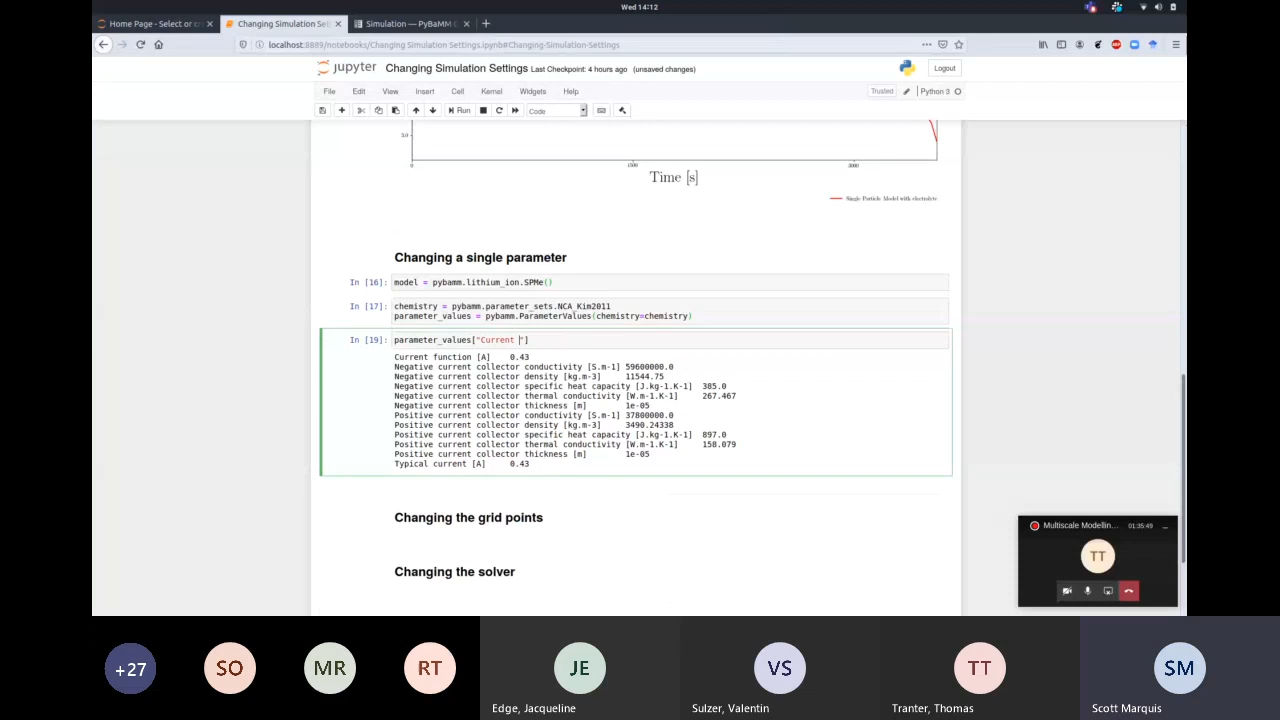 Wed 14:12
Home Page - Select or cr
Changing Simulation Set
Simulation — PyBaMM
localhost:8889/notebooks/Changing Simulation Settings.ipynb#Changing-Simulation-Settings
jupyter Changing Simulation Settings Last Checkpoint: 4 hours ago (unsaved changes)
Logout
File Edit View Insert Cell Kernel Widgets Help
Trusted Python 3
Run Code
3.0
0 1500 3000
Time [s]
Single Particle Model with electrolyte
Changing a single parameter
In [16]: model = pybamm.lithium_ion.SPMe()
In [17]: chemistry = pybamm.parameter_sets.NCA_Kim2011
parameter_values = pybamm.ParameterValues(chemistry=chemistry)
In [19]: parameter_values["Current "]
Current function [A] 0.43
Negative current collector conductivity [S.m-1] 59600000.0
Negative current collector density [kg.m-3] 11544.75
Negative current collector specific heat capacity [J.kg-1.K-1] 385.0
Negative current collector thermal conductivity [W.m-1.K-1] 267.467
Negative current collector thickness [m] 1e-05
Positive current collector conductivity [S.m-1] 37800000.0
Positive current collector density [kg.m-3] 3490.24338
Positive current collector specific heat capacity [J.kg-1.K-1] 897.0
Positive current collector thermal conductivity [W.m-1.K-1] 158.079
Positive current collector thickness [m] 1e-05
Typical current [A] 0.43
Changing the grid points
Changing the solver
Multiscale Modellin... 01:35:49
TT
+27 SO MR RT JE VS TT SM
Edge, Jacqueline
Sulzer, Valentin
Tranter, Thomas
Scott Marquis